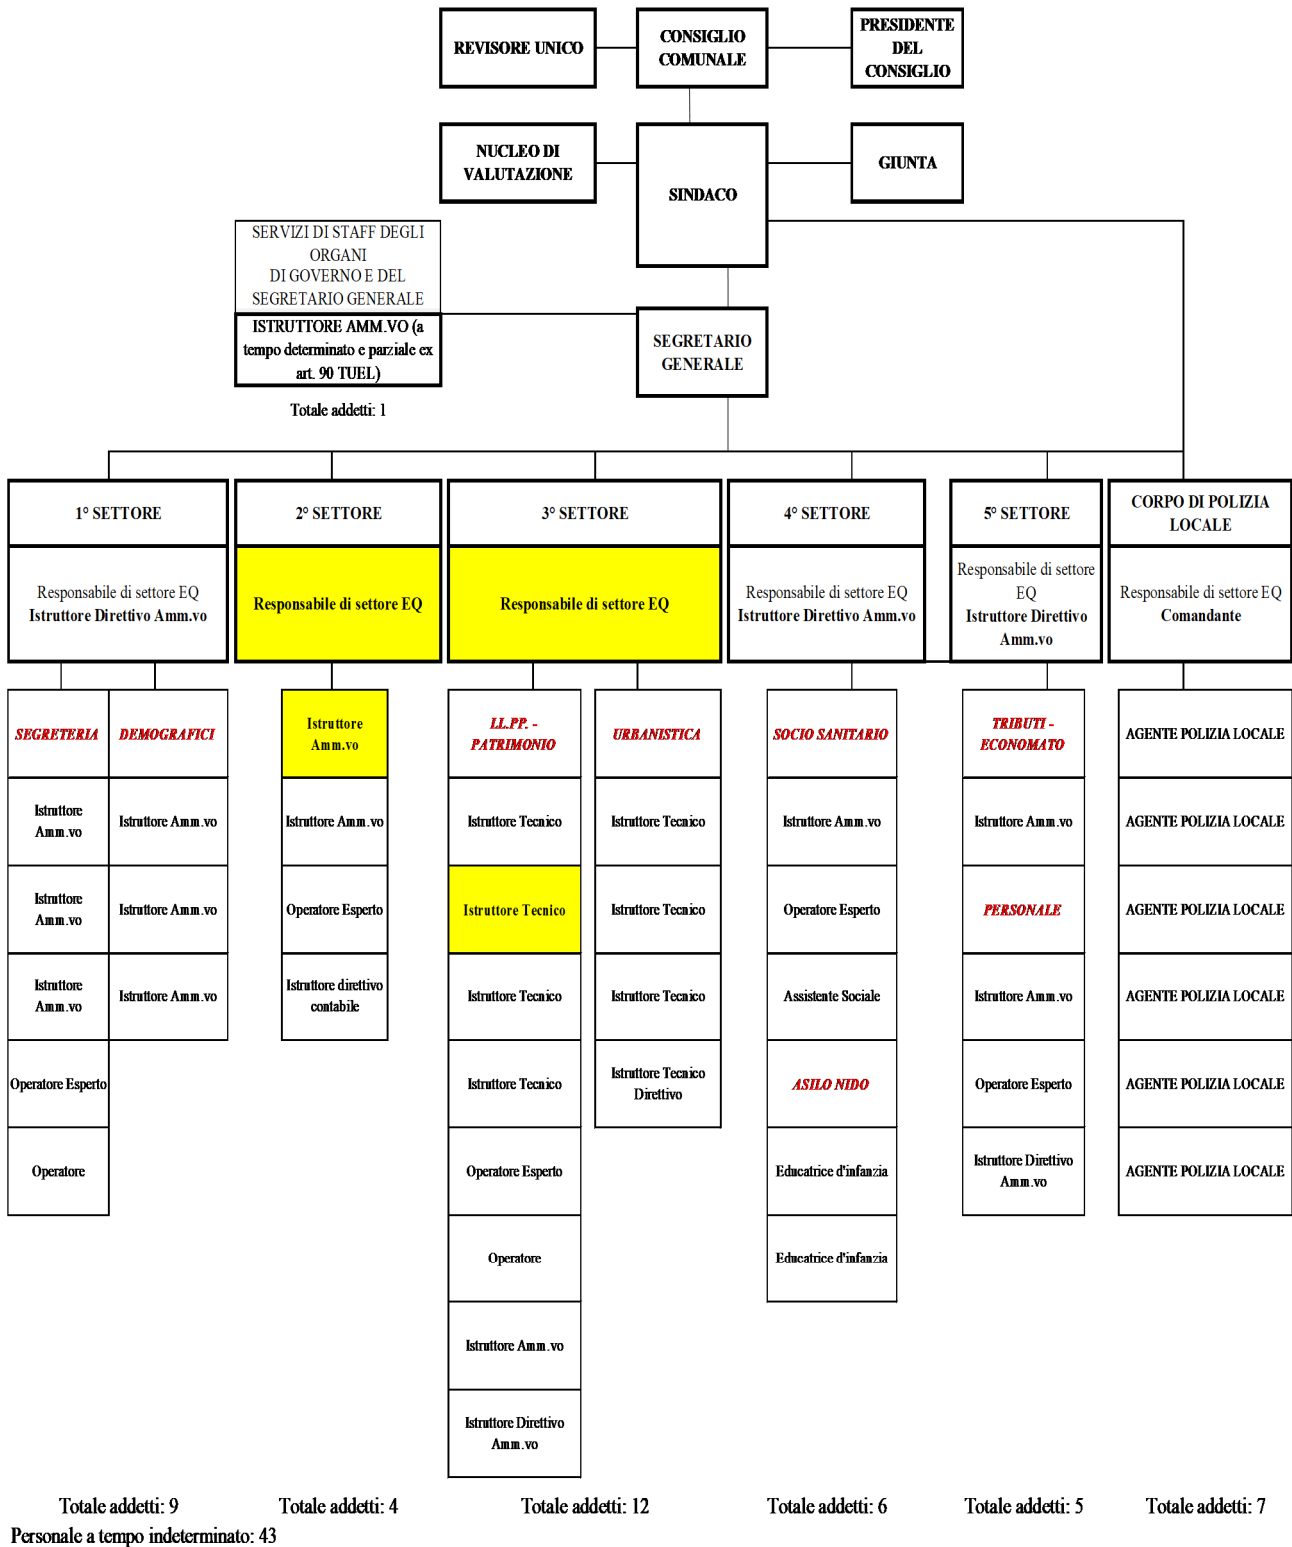 REVISORE UNICO
CONSIGLIO
COMUNALE
PRESIDENTE
DEL
CONSIGLIO
NUCLEO DI
VALUTAZIONE
SINDACO
GIUNTA
SERVIZI DI STAFF DEGLI
ORGANI
DI GOVERNO E DEL
SEGRETARIO GENERALE
ISTRUTTORE AMM.VO (a
tempo determinato e parziale ex
art. 90 TUEL)
Totale addetti: 1
SEGRETARIO
GENERALE
1° SETTORE
Responsabile di settore EQ
Istruttore Direttivo Amm.vo
2° SETTORE
Responsabile di settore EQ
3° SETTORE
Responsabile di settore EQ
4° SETTORE
Responsabile di settore EQ
Istruttore Direttivo Amm.vo
5° SETTORE
Responsabile di settore
EQ
Istruttore Direttivo
Amm.vo
CORPO DI POLIZIA
LOCALE
Responsabile di settore EQ
Comandante
SEGRETERIA
Istruttore
Amm.vo
Istruttore
Amm.vo
Istruttore
Amm.vo
Operatore Esperto
Operatore
DEMOGRAFICI
Istruttore Amm.vo
Istruttore Amm.vo
Istruttore Amm.vo
Istruttore
Amm.vo
Istruttore Amm.vo
Operatore Esperto
Istruttore direttivo
contabile
LL.PP. -
PATRIMONIO
Istruttore Tecnico
Istruttore Tecnico
Istruttore Tecnico
Istruttore Tecnico
Operatore Esperto
Operatore
Istruttore Amm.vo
Istruttore Direttivo
Amm.vo
URBANISTICA
Istruttore Tecnico
Istruttore Tecnico
Istruttore Tecnico
Istruttore Tecnico
Direttivo
SOCIO SANITARIO
Istruttore Amm.vo
Operatore Esperto
Assistente Sociale
ASILO NIDO
Educatrice d'infanzia
Educatrice d'infanzia
TRIBUTI -
ECONOMATO
Istruttore Amm.vo
PERSONALE
Istruttore Amm.vo
Operatore Esperto
Istruttore Direttivo
Amm.vo
AGENTE POLIZIA LOCALE
AGENTE POLIZIA LOCALE
AGENTE POLIZIA LOCALE
AGENTE POLIZIA LOCALE
AGENTE POLIZIA LOCALE
AGENTE POLIZIA LOCALE
Totale addetti: 9
Totale addetti: 4
Totale addetti: 12
Totale addetti: 6
Totale addetti: 5
Totale addetti: 7
Personale a tempo indeterminato: 43